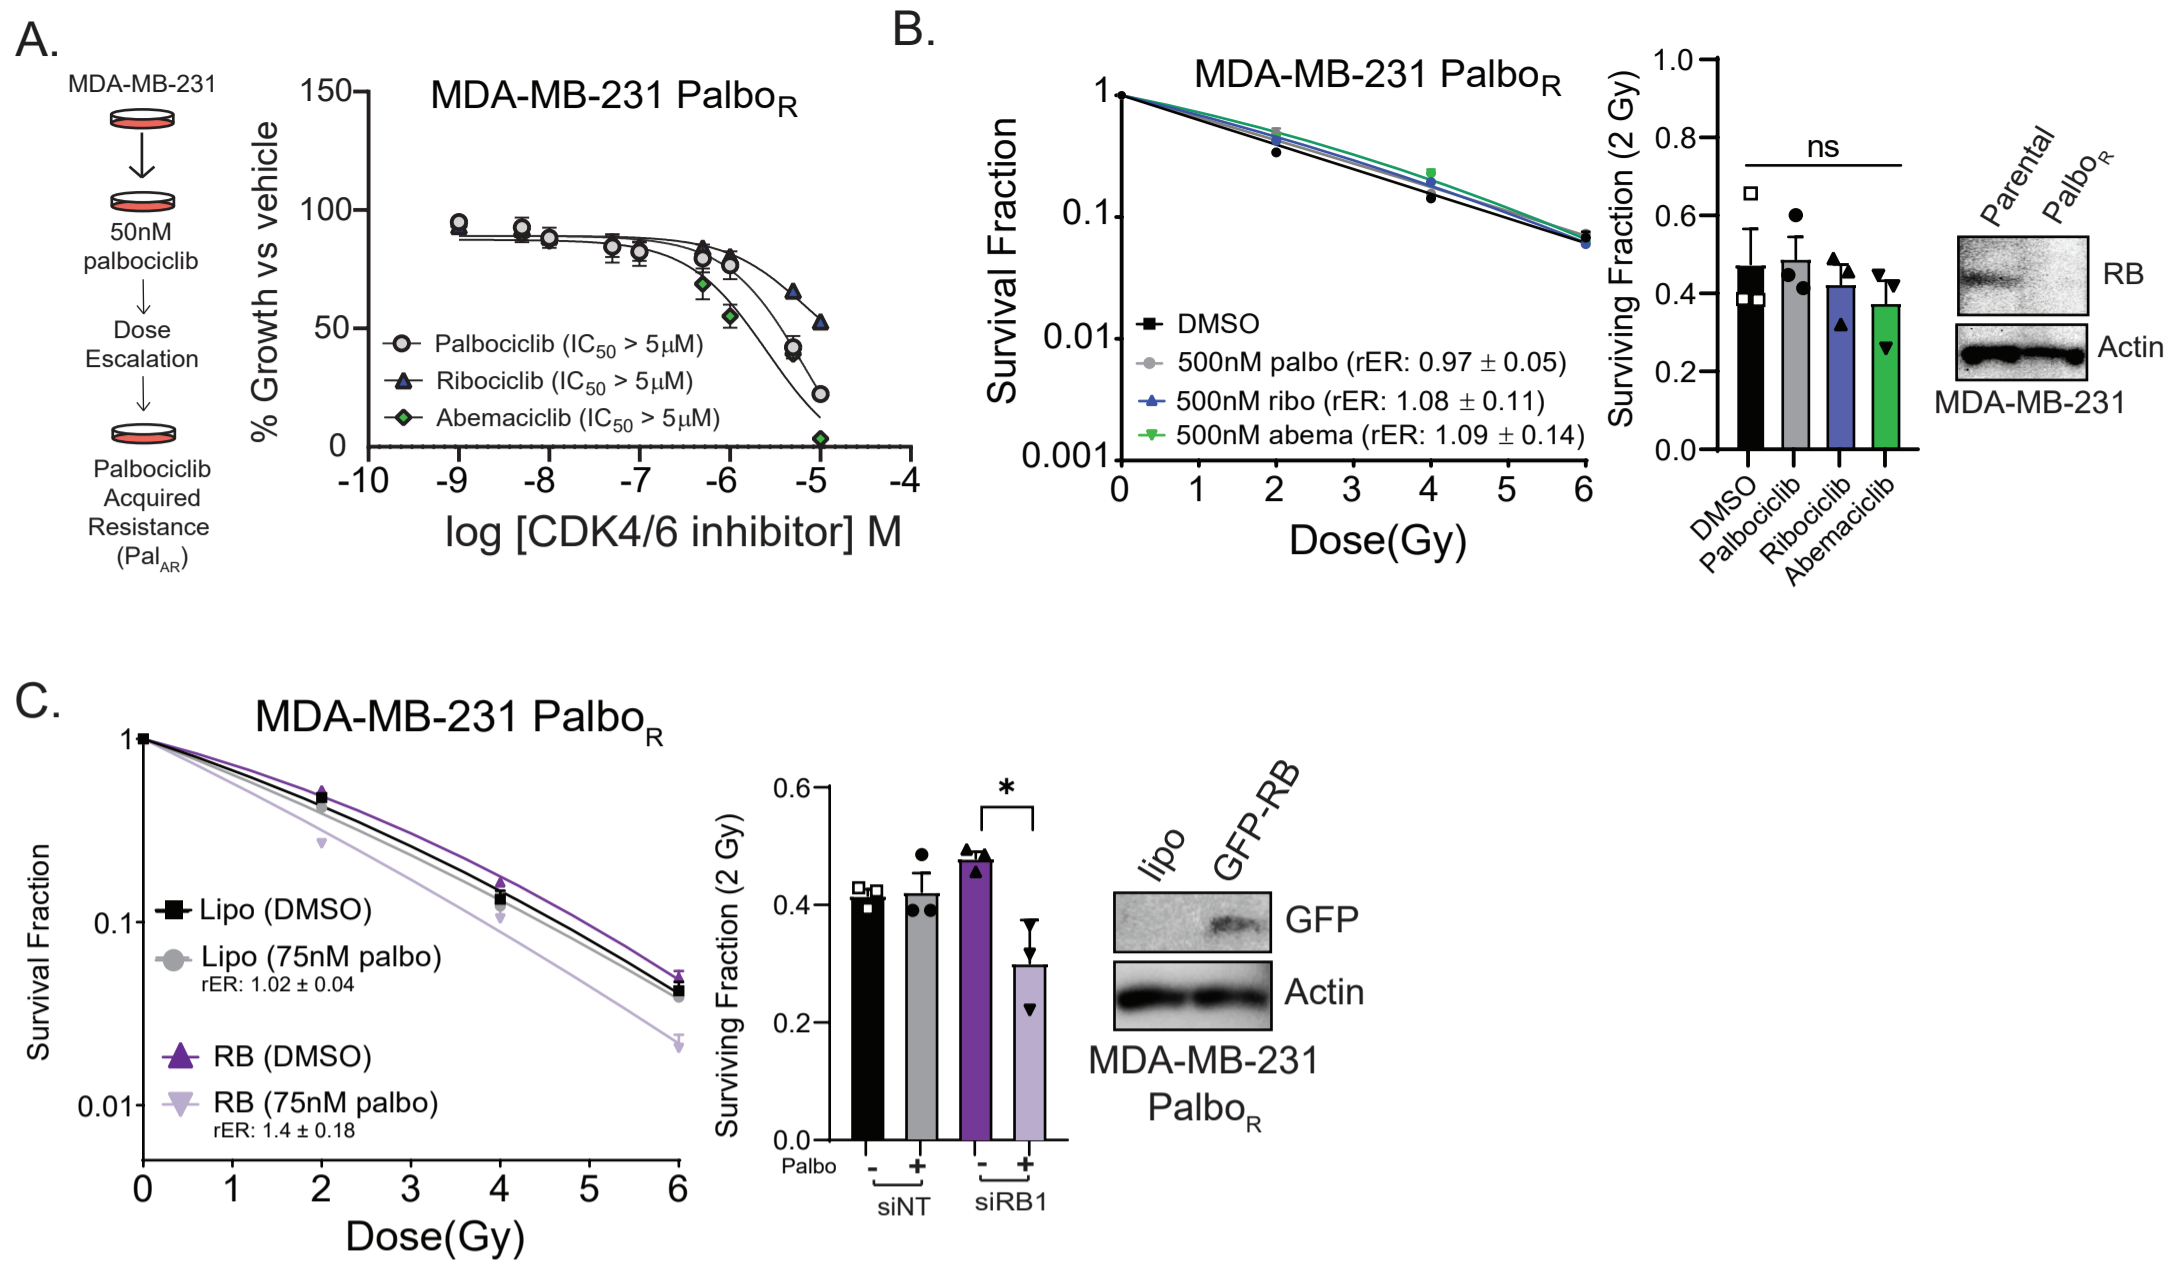 A.
MDA-MB-231
50nM
palbociclib
Dose
Escalation
Palbociclib
Acquired
Resistance
(PalAR)
MDA-MB-231 PalboR
% Growth vs vehicle
150
100
50
0
Palbociclib (IC50 > 5µM)
Ribociclib (IC50 > 5µM)
Abemaciclib (IC50 > 5µM)
-10 -9 -8 -7 -6 -5 -4
log [CDK4/6 inhibitor] M
B.
MDA-MB-231 PalboR
Survival Fraction
1
0.1
0.01
0.001
DMSO
500nM palbo (rER: 0.97 ± 0.05)
500nM ribo (rER: 1.08 ± 0.11)
500nM abema (rER: 1.09 ± 0.14)
0 1 2 3 4 5 6
Dose(Gy)
Surviving Fraction (2 Gy)
1.0
0.8
0.6
0.4
0.2
0.0
ns
DMSO
Palbociclib
Ribociclib
Abemaciclib
Parental
PalboR
RB
Actin
MDA-MB-231
C.
MDA-MB-231 PalboR
Survival Fraction
1
0.1
0.01
Lipo (DMSO)
Lipo (75nM palbo)
rER: 1.02 ± 0.04
RB (DMSO)
RB (75nM palbo)
rER: 1.4 ± 0.18
0 1 2 3 4 5 6
Dose(Gy)
Surviving Fraction (2 Gy)
0.6
0.4
0.2
0.0
*
Palbo - + - +
siNT siRB1
lipo
GFP-RB
GFP
Actin
MDA-MB-231
PalboR